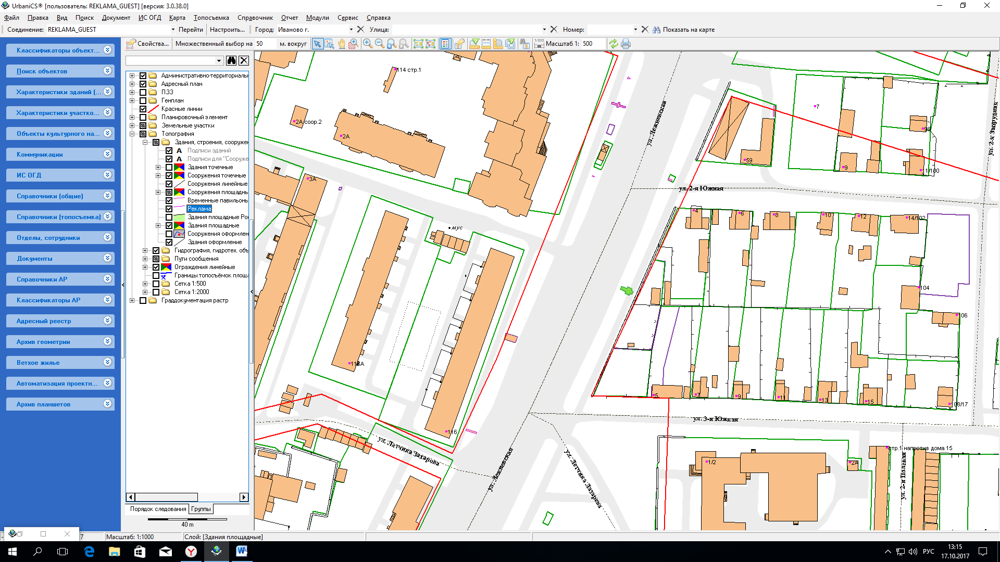 UrbaniCS® [пользователь: REKLAMA_GUEST] [версия: 3.0.38.0]
Файл Правка Вид Поиск Документ ИС ОГД Карта Топосъемка Справочник Отчет Модули Сервис Справка
Соединение: REKLAMA_GUEST Перейти Настроить... Город: Иваново г. Улица: Номер: Показать на карте
Свойства... Множественный выбор на 50 м. вокруг 1:100 Масштаб 1: 500
Классификаторы объект...
Поиск объектов
Характеристики зданий (...
Характеристики участко...
Объекты культурного на...
Коммуникации
ИС ОГД
Справочники (общие)
Справочники (топосъемка)
Отделы, сотрудники
Документы
Справочники АР
Классификаторы АР
Адресный реестр
Архив геометрии
Ветхое жилье
Автоматизация проектн...
Архив планшетов
Административно-территориаль
Адресный план
ПЗЗ
Генплан
Красные линии
Планировочный элемент
Земельные участки
Топография
Здания, строения, сооружен
А Подписи зданий
А Подписи для "Сооруже
Здания точечные
Сооружения точечные
Сооружения линейные
Сооружения площадны
Временные павильоны
Реклама
Здания площадные Рос
Здания площадные
Сооружения оформлен
Здания оформление
Гидрография, гидротех. объ
Пути сообщения
Ограждения линейные
Границы топосъёмок площа
Сетка 1:500
Сетка 1:2000
Граддокументация растр
Порядок следования Группы
40 m
114 стр.1
2А/соор.2
2А
3А
мус
116
ул. Лежневская
ул. Лежневская
ул. Летчика Захарова
ул. Летчика Лазарева
ул. 2-я Южная
ул. 3-я Южная
ул. 2-я Запрудная
ул. 2-я Полевая
7
98
59
9
11/100
4
6
8
10
12
14/102
104
106
5
7
9
11
13
15
108/17
стр.1 напротив дома 15
1/2
2А
7 Масштаб: 1:1000 Слой: [Здания площадные]
РУС
13:15
17.10.2017